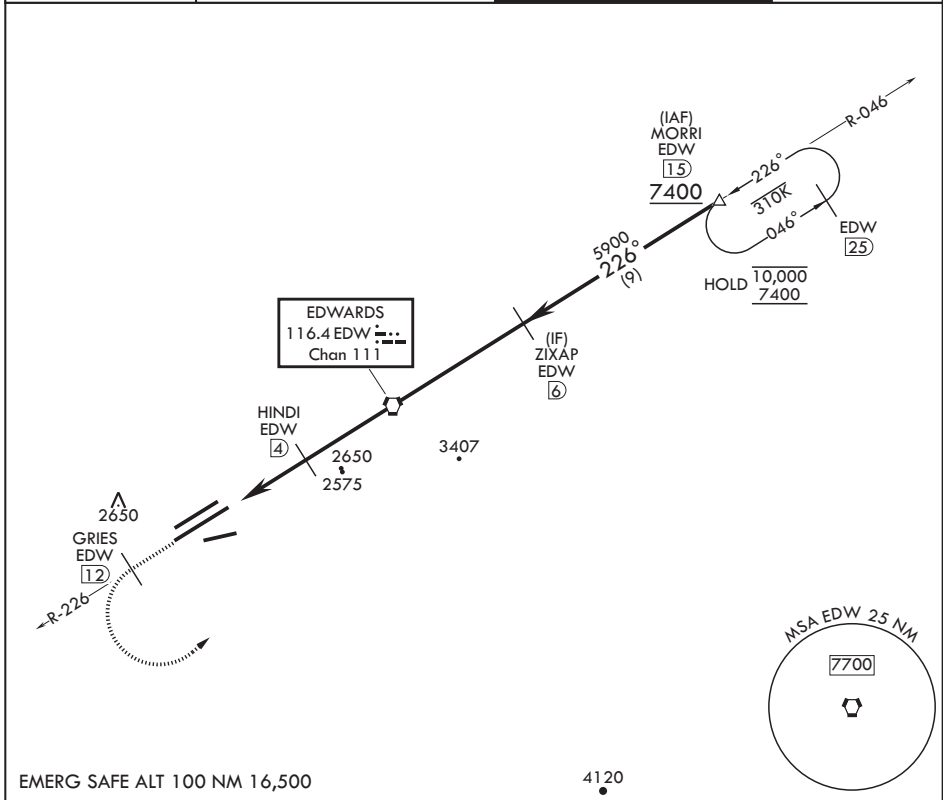 R-046
(IAF)
MORRI
EDW
15
7400
226°
310K
046°
EDW
25
HOLD 10,000
7400
5900
226°
(9)
(IF)
ZIXAP
EDW
6
EDWARDS
116.4 EDW
Chan 111
HINDI
EDW
4
2650
2575
3407
2650
GRIES
EDW
12
R-226
MSA EDW 25 NM
7700
EMERG SAFE ALT 100 NM 16,500
4120